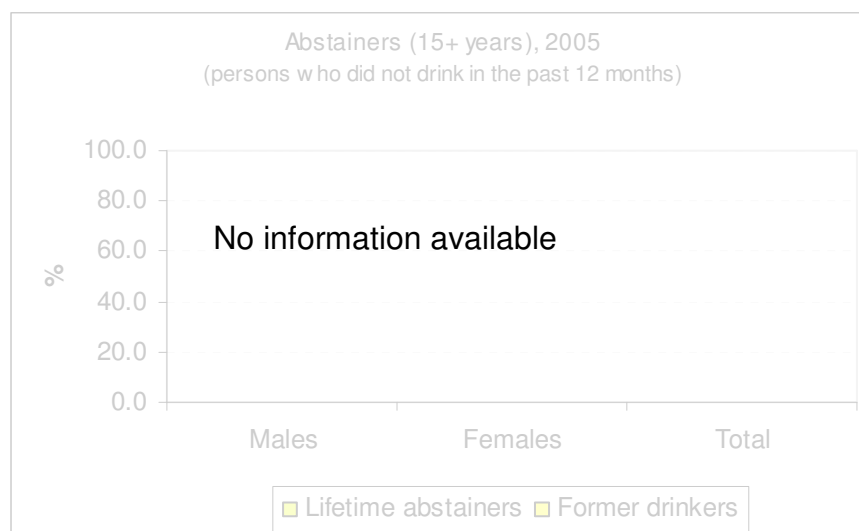 Abstainers (15+ years), 2005
(persons who did not drink in the past 12 months)
100.0
80.0
No information available
60.0
%
40.0
20.0
0.0
Males Females Total
Lifetime abstainers Former drinkers